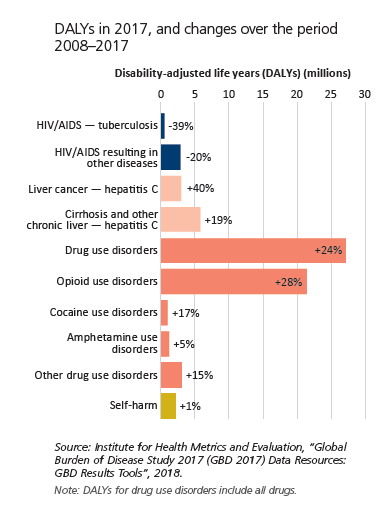 DALYs in 2017, and changes over the period
2008–2017
Disability-adjusted life years (DALYs) (millions)
0 5 10 15 20 25 30
HIV/AIDS — tuberculosis -39%
HIV/AIDS resulting in
other diseases -20%
Liver cancer — hepatitis C +40%
Cirrhosis and other
chronic liver — hepatitis C +19%
Drug use disorders +24%
Opioid use disorders +28%
Cocaine use disorders +17%
Amphetamine use
disorders +5%
Other drug use disorders +15%
Self-harm +1%
Source: Institute for Health Metrics and Evaluation, “Global
Burden of Disease Study 2017 (GBD 2017) Data Resources:
GBD Results Tools”, 2018.
Note: DALYs for drug use disorders include all drugs.